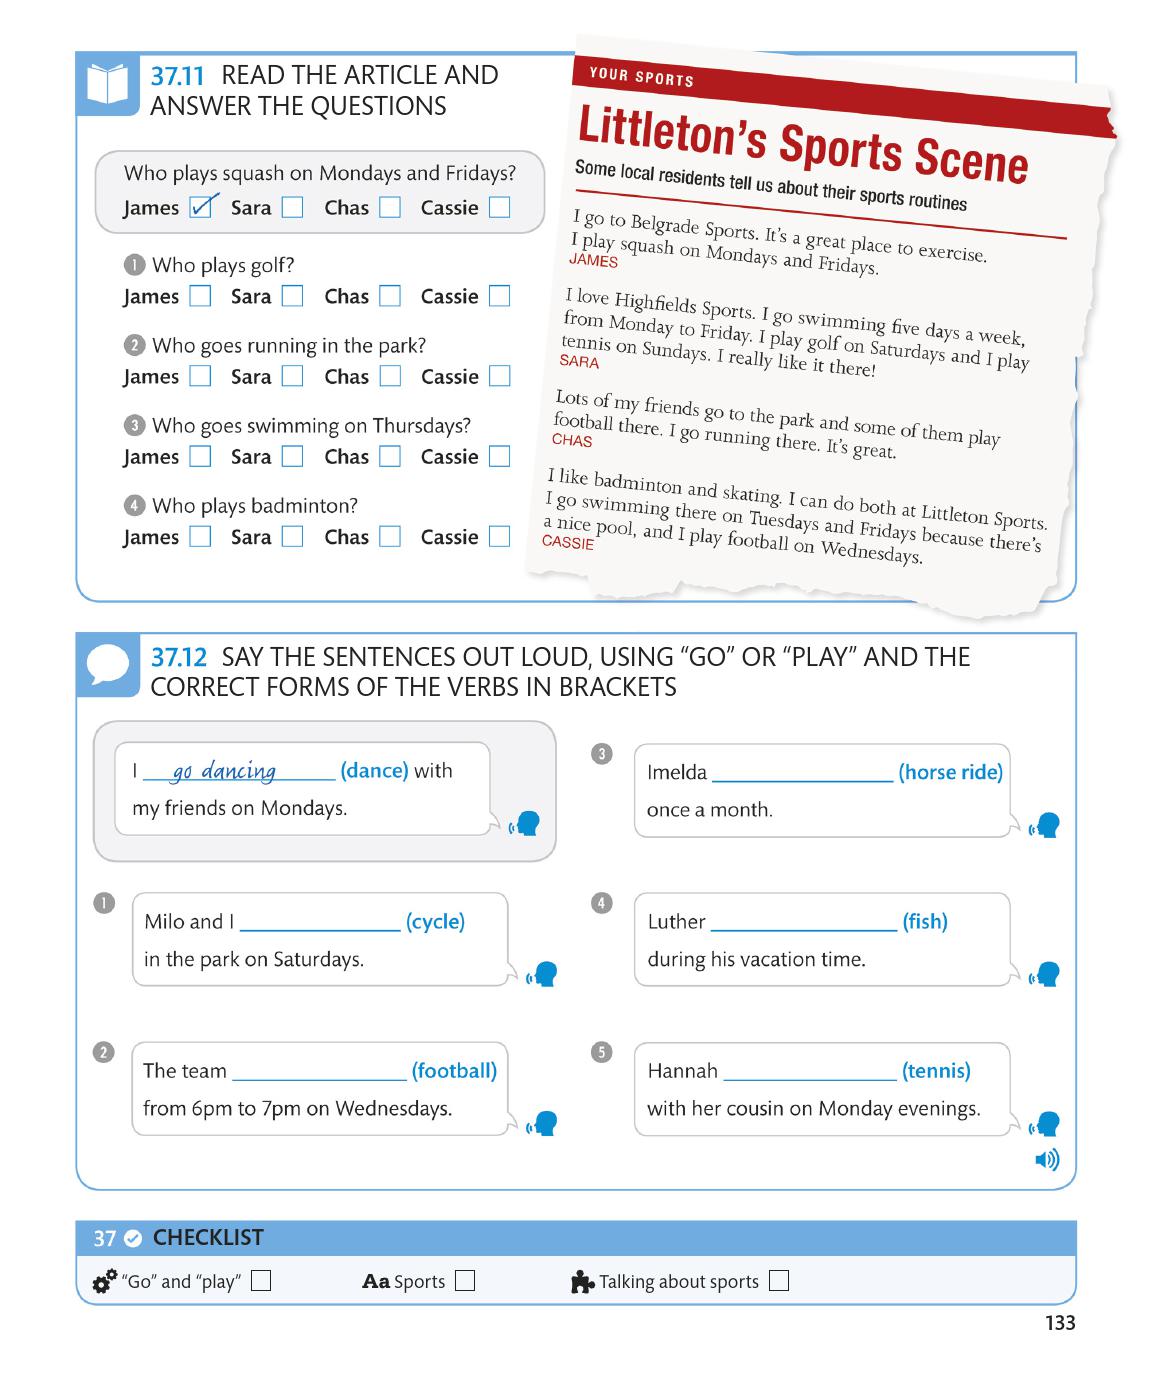 37.11 READ THE ARTICLE AND
ANSWER THE QUESTIONS
Who plays squash on Mondays and Fridays?
James Sara Chas Cassie
1 Who plays golf?
James Sara Chas Cassie
2 Who goes running in the park?
James Sara Chas Cassie
3 Who goes swimming on Thursdays?
James Sara Chas Cassie
4 Who plays badminton?
James Sara Chas Cassie
YOUR SPORTS
Littleton's Sports Scene
Some local residents tell us about their sports routines
I go to Belgrade Sports. It's a great place to exercise.
I play squash on Mondays and Fridays.
JAMES
I love Highfields Sports. I go swimming five days a week,
from Monday to Friday. I play golf on Saturdays and I play
tennis on Sundays. I really like it there!
SARA
Lots of my friends go to the park and some of them play
football there. I go running there. It's great.
CHAS
I like badminton and skating. I can do both at Littleton Sports.
I go swimming there on Tuesdays and Fridays because there's
a nice pool, and I play football on Wednesdays.
CASSIE
37.12 SAY THE SENTENCES OUT LOUD, USING “GO” OR “PLAY” AND THE
CORRECT FORMS OF THE VERBS IN BRACKETS
I go dancing (dance) with
my friends on Mondays.
1 Milo and I ____ (cycle)
in the park on Saturdays.
2 The team ____ (football)
from 6pm to 7pm on Wednesdays.
3 Imelda ____ (horse ride)
once a month.
4 Luther ____ (fish)
during his vacation time.
5 Hannah ____ (tennis)
with her cousin on Monday evenings.
37 CHECKLIST
“Go” and “play” Aa Sports Talking about sports
133